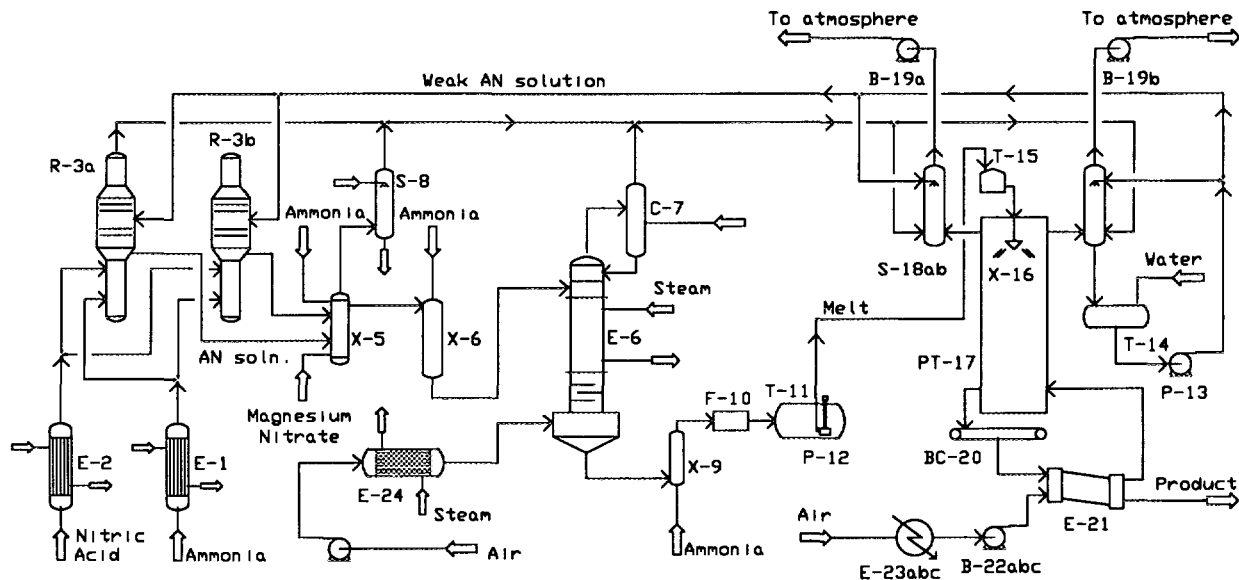 To atmosphere
To atmosphere
B-19a
B-19b
Weak AN solution
R-3a
R-3b
S-8
T-15
Ammonia
Ammonia
C-7
S-18ab
X-16
Water
Steam
Melt
X-5
X-6
E-6
AN soln.
T-14
PT-17
P-13
Magnesium
Nitrate
F-10
T-11
E-2
E-1
X-9
P-12
BC-20
E-24
Steam
Product
E-21
Nitric
Acid
Ammonia
Air
Ammonia
Air
E-23abc
B-22abc